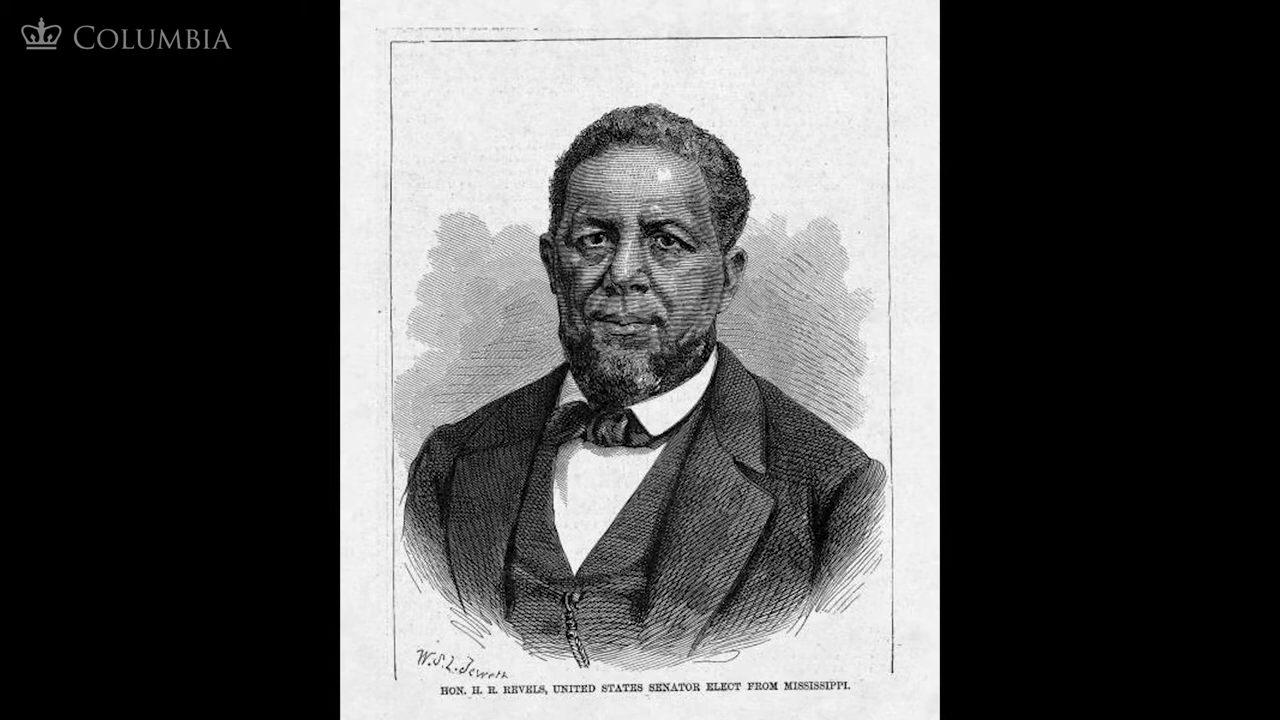 COLUMBIA
W.S.L. Jewett
HON. H. R. REVELS, UNITED STATES SENATOR ELECT FROM MISSISSIPPI.